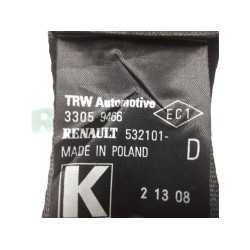 TRW Automotive
3305 9466 EC1
RENAULT 532101-
MADE IN POLAND D
K 2 13 08